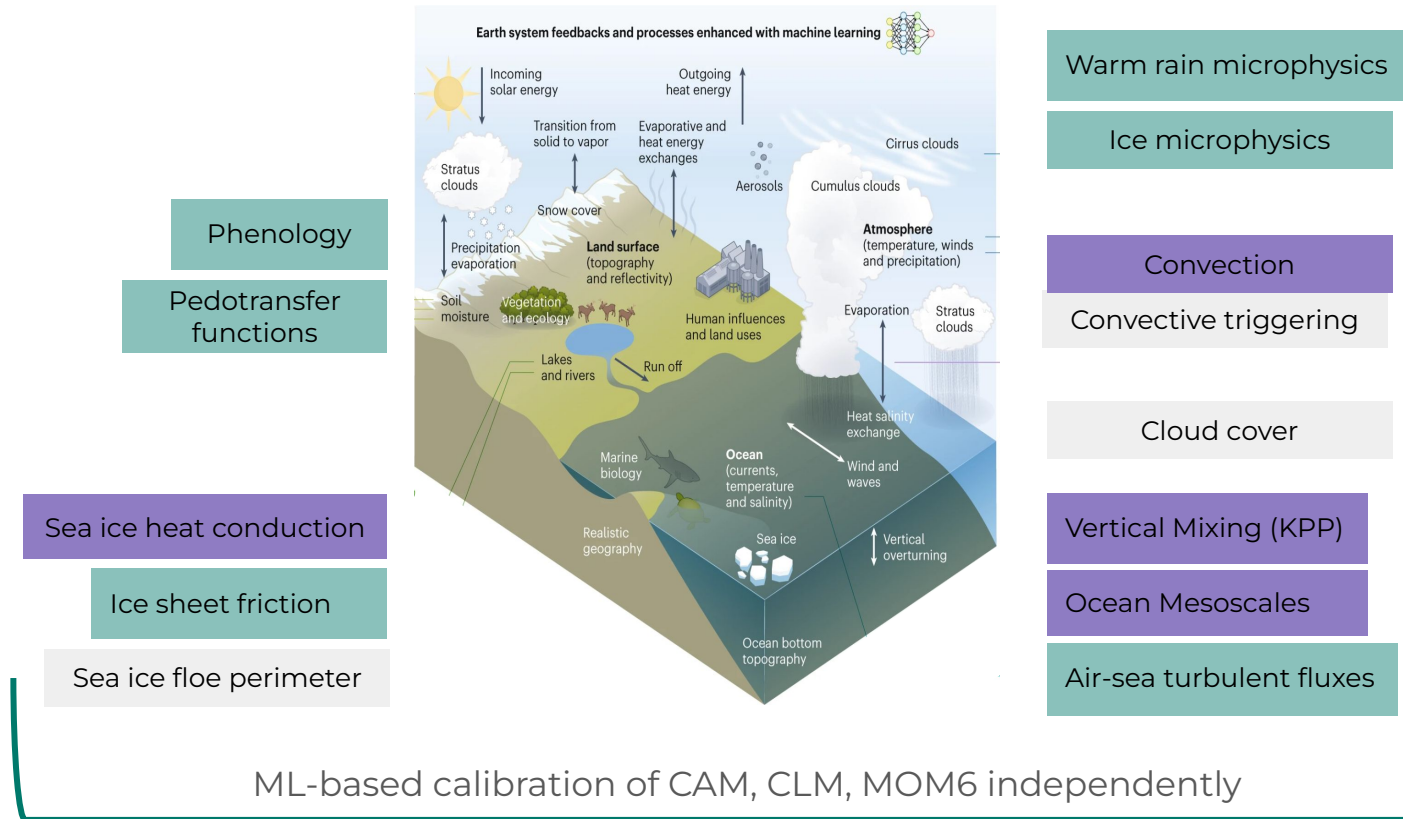 Earth system feedbacks and processes enhanced with machine learning
Incoming
solar energy
Outgoing
heat energy
Transition from
solid to vapor
Evaporative and
heat energy
exchanges
Stratus
clouds
Aerosols
Cirrus clouds
Cumulus clouds
Snow cover
Precipitation
evaporation
Land surface
(topography
and reflectivity)
Atmosphere
(temperature, winds
and precipitation)
Soil
moisture
Vegetation
and ecology
Human influences
and land uses
Evaporation
Stratus
clouds
Lakes
and rivers
Run off
Heat salinity
exchange
Marine
biology
Ocean
(currents,
temperature
and salinity)
Wind and
waves
Realistic
geography
Sea ice
Vertical
overturning
Ocean bottom
topography
Phenology
Pedotransfer
functions
Sea ice heat conduction
Ice sheet friction
Sea ice floe perimeter
Warm rain microphysics
Ice microphysics
Convection
Convective triggering
Cloud cover
Vertical Mixing (KPP)
Ocean Mesoscales
Air-sea turbulent fluxes
ML-based calibration of CAM, CLM, MOM6 independently